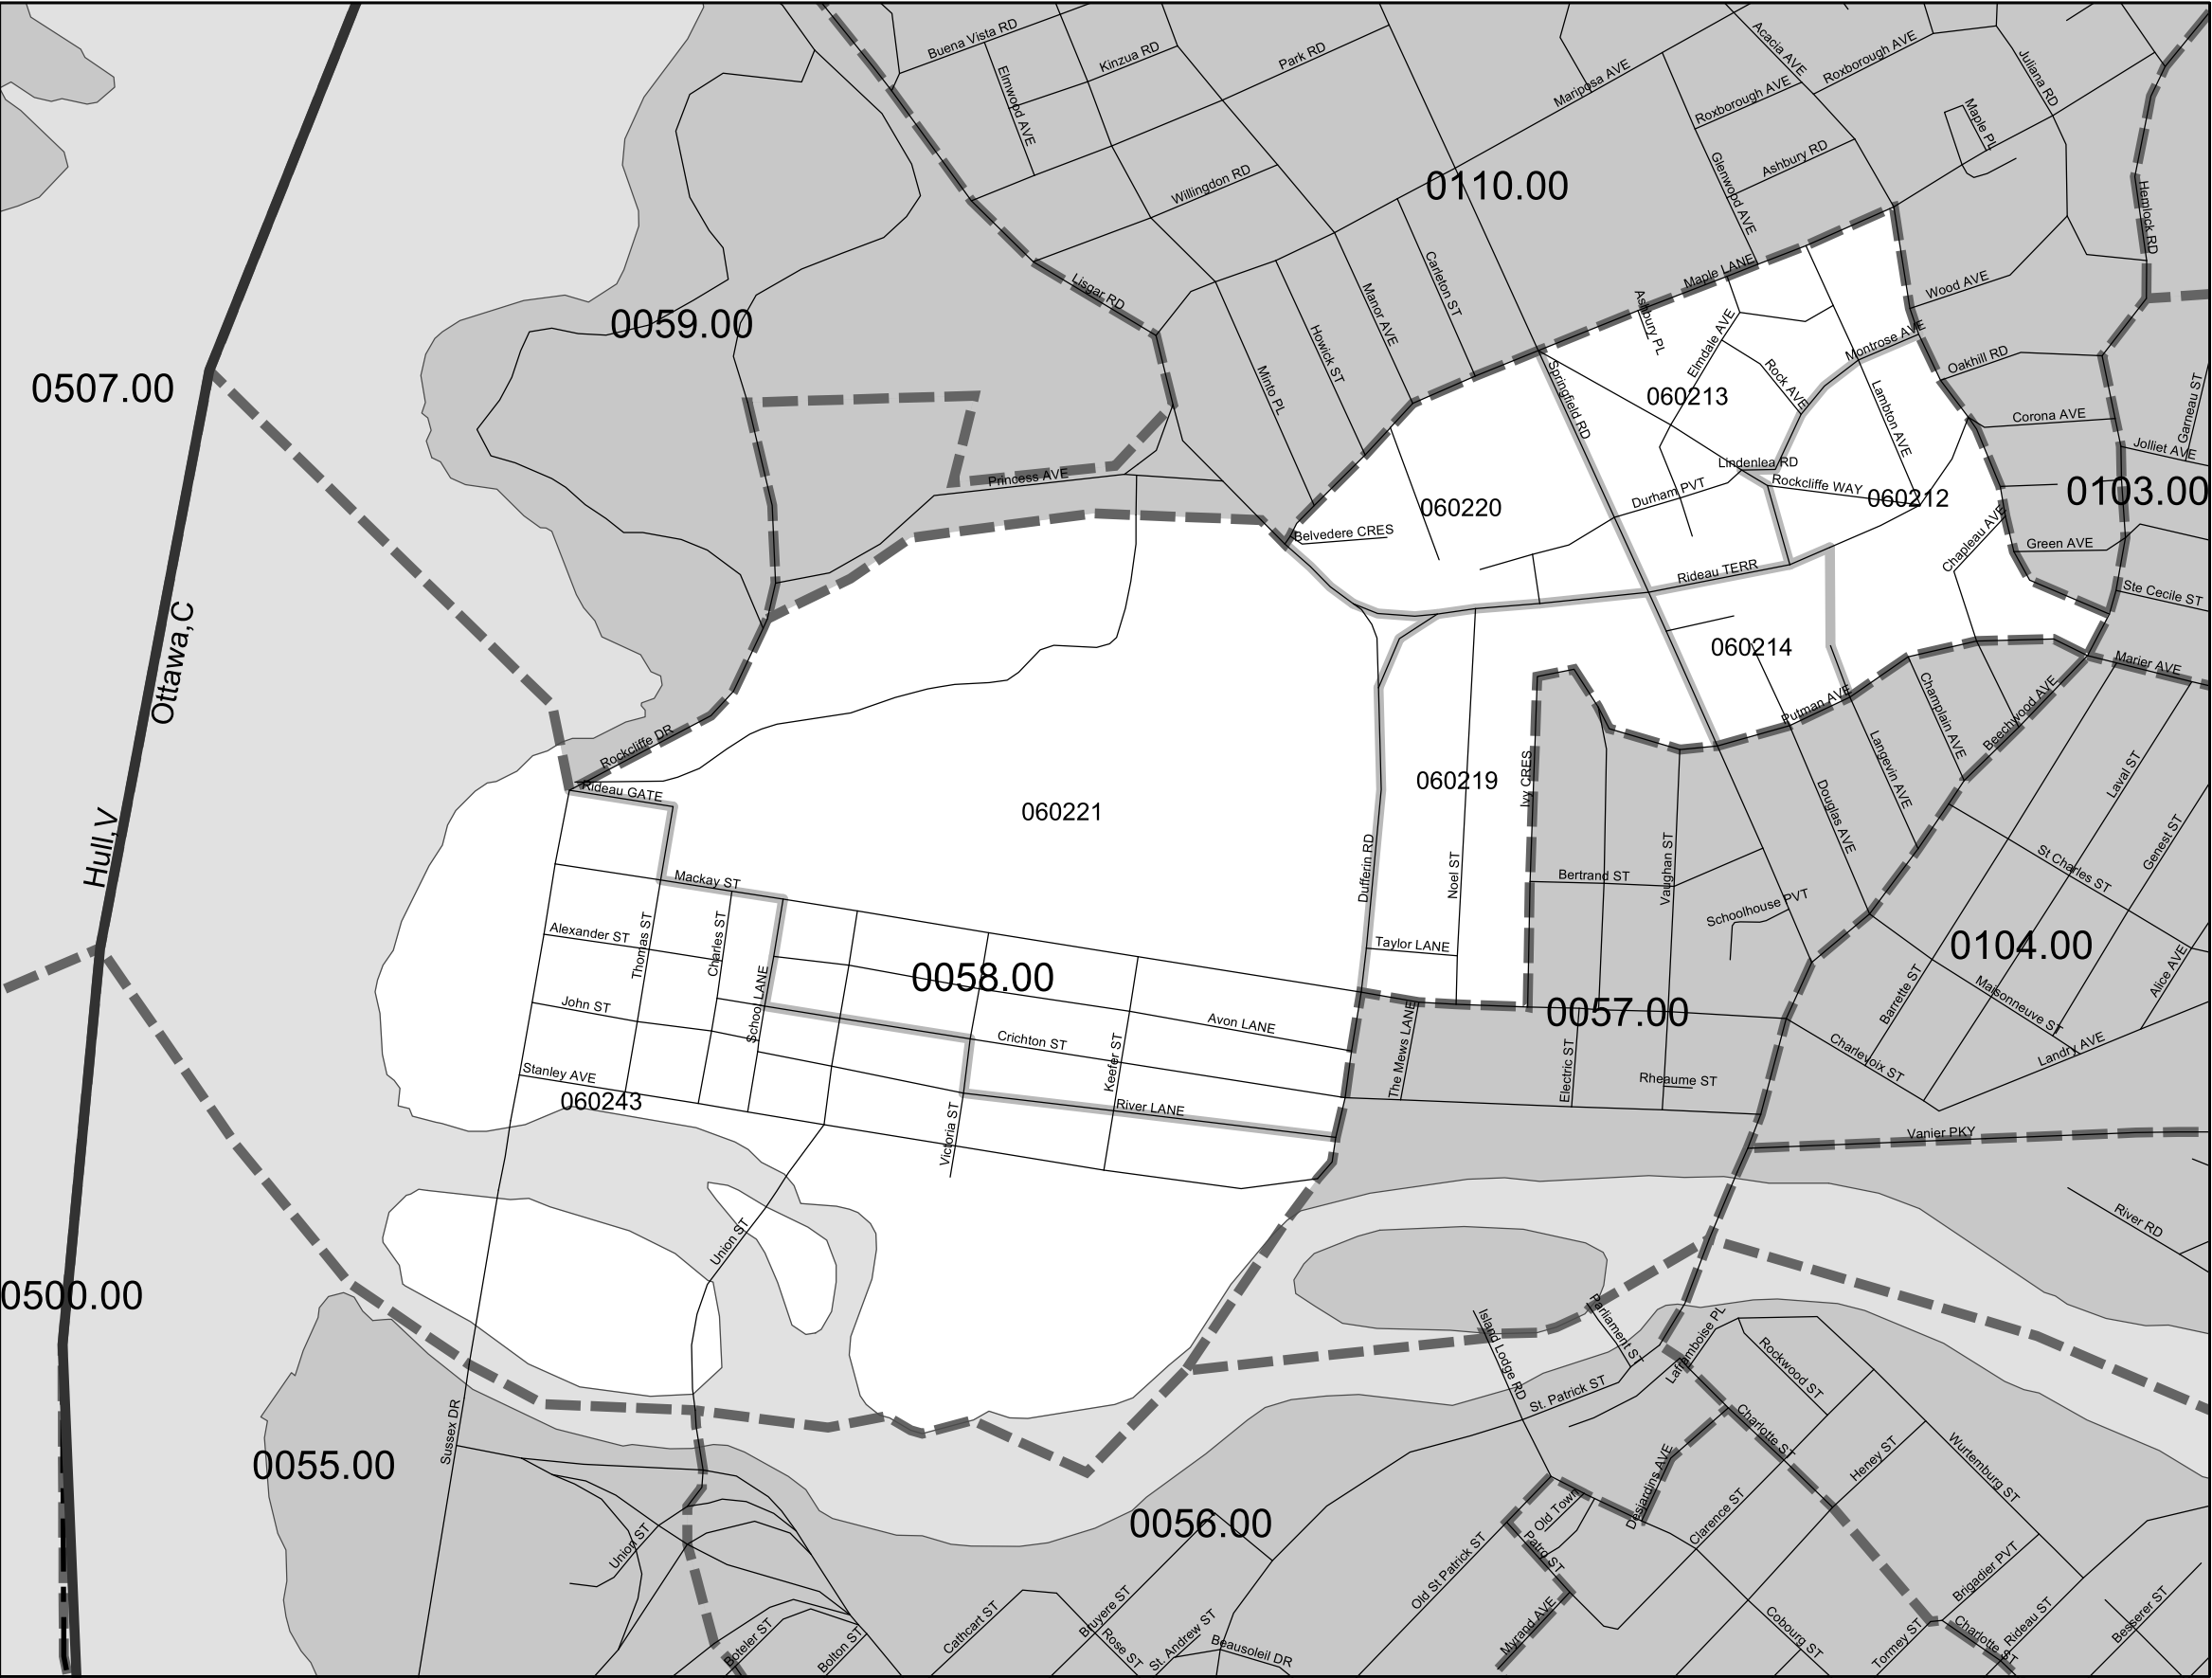 Buena Vista RD
Kinzua RD
Park RD
Elmwood AVE
Willingdon RD
Mariposa AVE
Acacia AVE
Roxborough AVE
Roxborough AVE
Juliana RD
Maple PL
Ashbury RD
Glenwood AVE
Hemlock RD
0110.00
Lisgar RD
Carleton ST
Manor AVE
Howick ST
Minto PL
Maple LANE
Ashbury PL
Elmdale AVE
Wood AVE
Montrose AVE
Oakhill RD
Rock AVE
Lambton AVE
Corona AVE
Garneau ST
Jolliet AVE
0059.00
0507.00
Springfield RD
060213
Lindenlea RD
Rockcliffe WAY
Durham PVT
060212
0103.00
Princess AVE
060220
Belvedere CRES
Chapleau AVE
Green AVE
Rideau TERR
Ste Cecile ST
060214
Marier AVE
Ottawa,C
Hull,V
Rockcliffe DR
Rideau GATE
Putman AVE
Champlain AVE
Beechwood AVE
Langevin AVE
Douglas AVE
Laval ST
Genest ST
St Charles ST
060221
060219
Ivy CRES
Dufferin RD
Noel ST
Taylor LANE
Bertrand ST
Vaughan ST
Schoolhouse PVT
Mackay ST
Alexander ST
Thomas ST
Charles ST
School LANE
John ST
0058.00
Avon LANE
Crichton ST
Keefer ST
River LANE
Victoria ST
Stanley AVE
060243
0057.00
The Mews LANE
Electric ST
Rheaume ST
0104.00
Barrette ST
Maisonneuve ST
Alice AVE
Landry AVE
Charlevoix ST
Vanier PKY
River RD
0500.00
Union ST
Sussex DR
0055.00
Union ST
0056.00
Island Lodge RD
Parliament ST
Laframboise PL
St. Patrick ST
Rockwood ST
Charlotte ST
Heney ST
Wurtemburg ST
Desjardins AVE
Clarence ST
Old Town
Patro ST
Old St Patrick ST
Myrand AVE
Brigadier PVT
Cobourg ST
Tormey ST
Charlotte ST
Rideau ST
Besserer ST
Boteler ST
Bolton ST
Cathcart ST
Bruyere ST
Rose ST
St. Andrew ST
Beausoleil DR